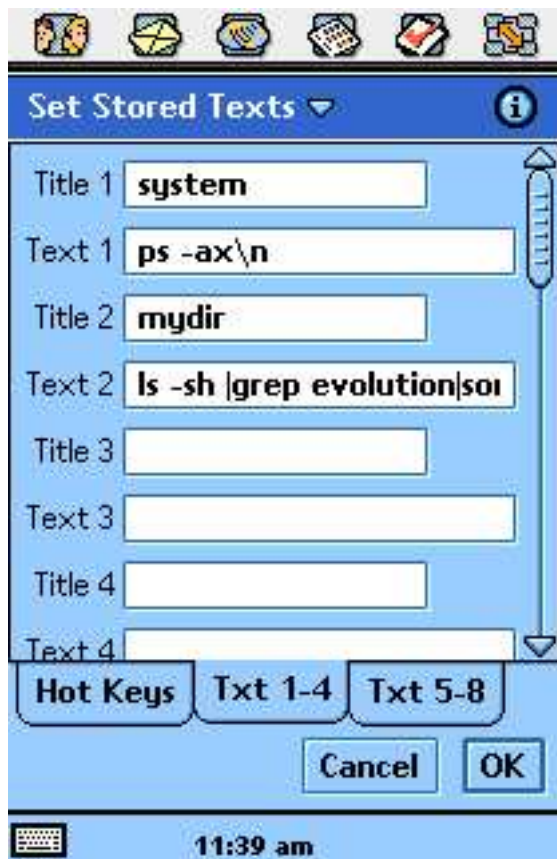 Set Stored Texts
Title 1 system
Text 1 ps -ax\n
Title 2 mydir
Text 2 ls -sh |grep evolution|
Title 3
Text 3
Title 4
Text 4
Hot Keys Txt 1-4 Txt 5-8
Cancel OK
11:39 am